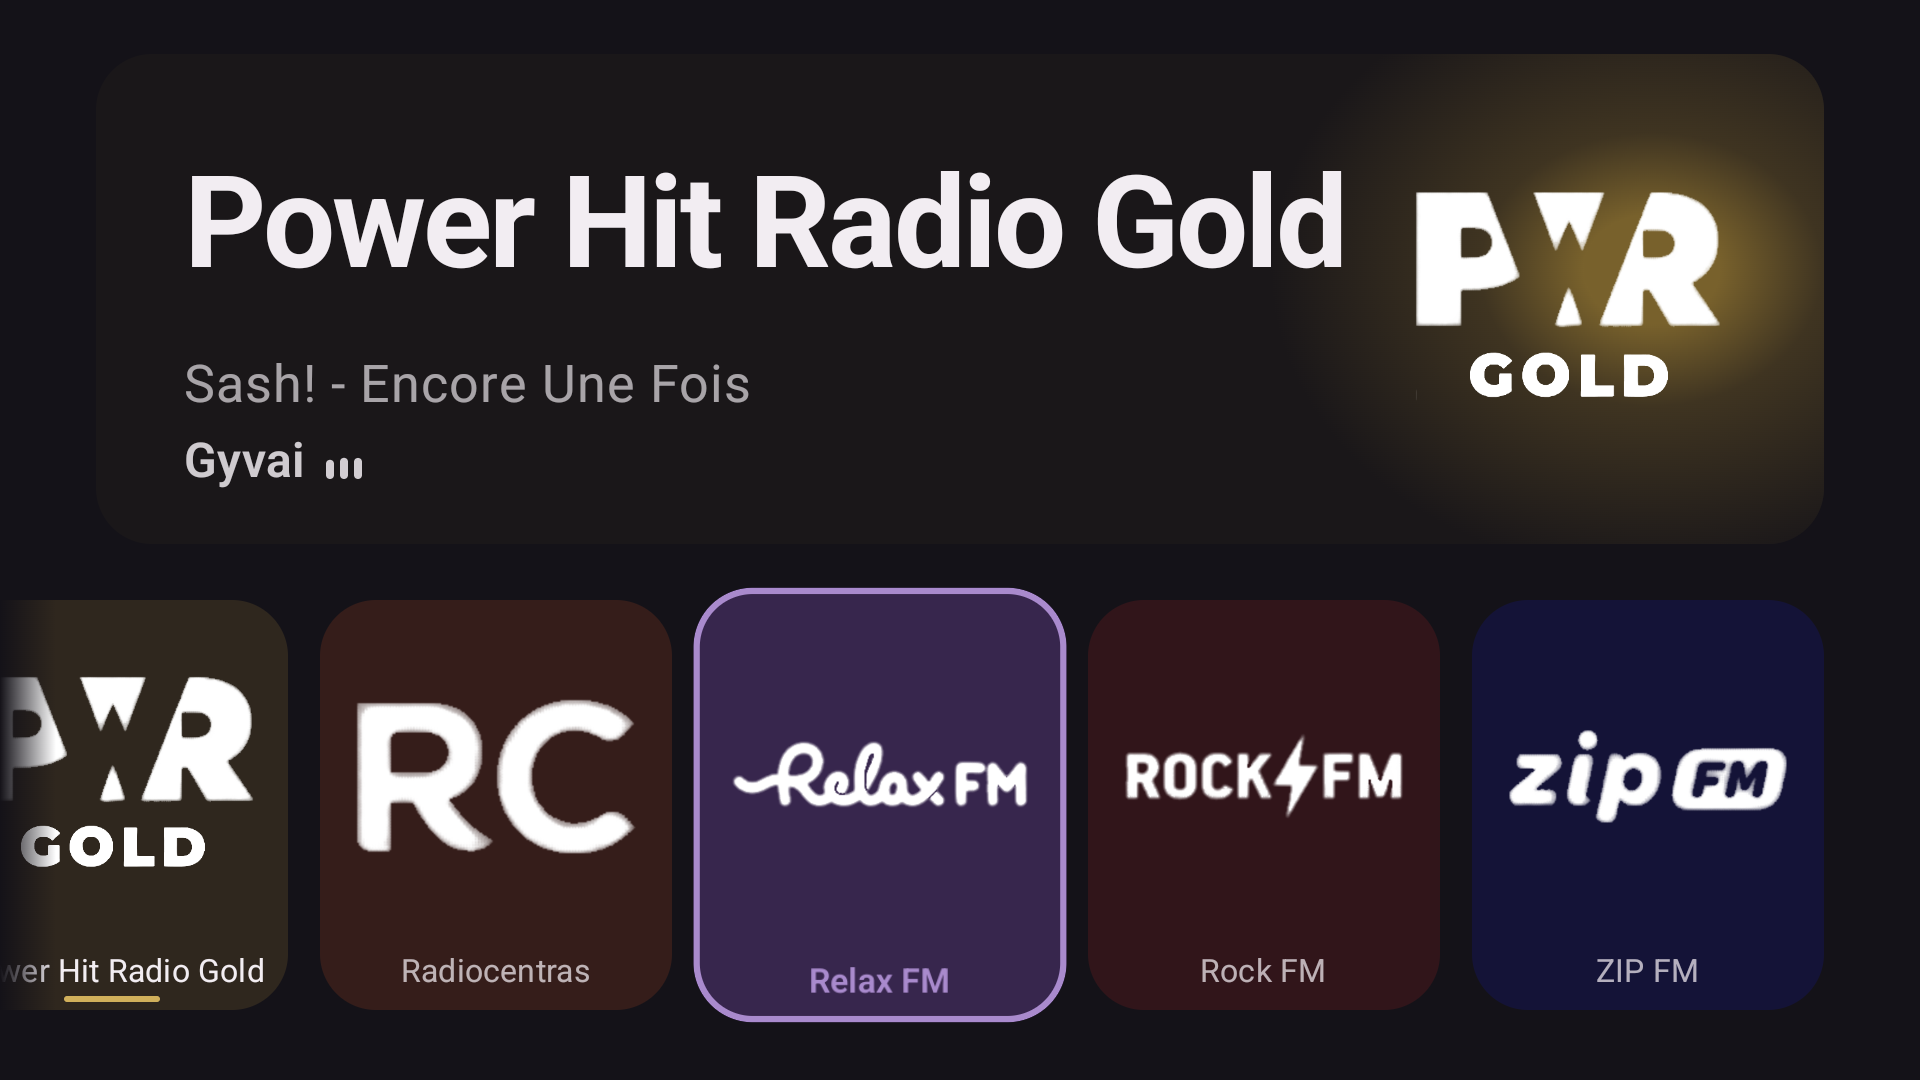 Power Hit Radio Gold
PWR
GOLD
Sash! - Encore Une Fois
Gyvai
PWR
GOLD
wer Hit Radio Gold
RC
Radiocentras
Relax FM
Relax FM
ROCK FM
Rock FM
zip FM
ZIP FM